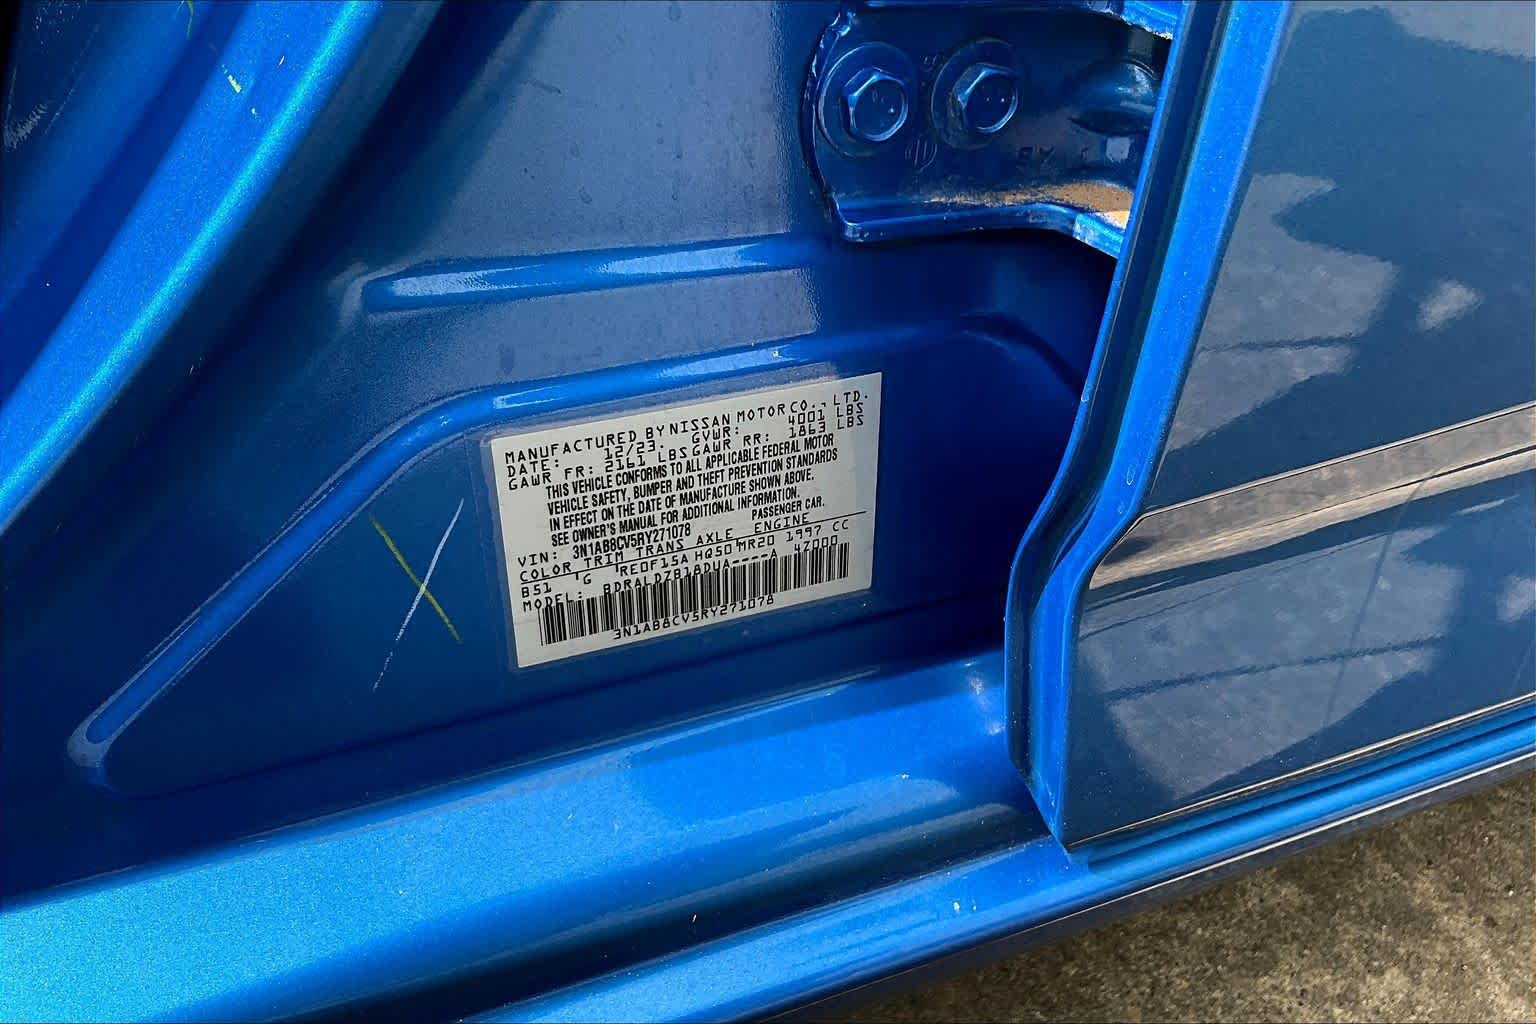 MANUFACTURED BY NISSAN MOTOR CO., LTD.
DATE: 12/23. GVWR: 4001 LBS
GAWR FR: 2161 LBS GAWR RR: 1863 LBS
THIS VEHICLE CONFORMS TO ALL APPLICABLE FEDERAL MOTOR
VEHICLE SAFETY, BUMPER AND THEFT PREVENTION STANDARDS
IN EFFECT ON THE DATE OF MANUFACTURE SHOWN ABOVE.
SEE OWNER'S MANUAL FOR ADDITIONAL INFORMATION.
PASSENGER CAR.
VIN: 3N1AB8CV5RY271078
COLOR TRIM TRANS AXLE ENGINE
B51 G RE0F15A HQ50 MR20 1997 CC
MODEL: BDRALDZB18DUA----A 4Z000
3N1AB8CV5RY271078